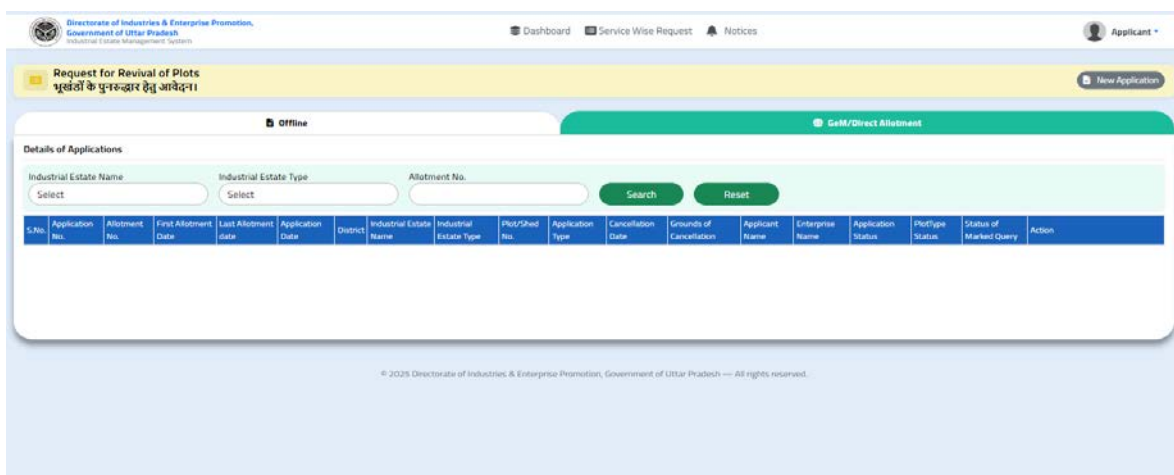 Directorate of Industries & Enterprise Promotion,
Government of Uttar Pradesh
Industrial Estate Management System
Dashboard
Service Wise Request
Notices
Applicant
Request for Revival of Plots
भूखंडों के पुनरुद्धार हेतु आवेदन।
New Application
Offline
GeM/Direct Allotment
Details of Applications
Industrial Estate Name
Industrial Estate Type
Allotment No.
Select
Select
Search
Reset
S.No.
Application
No.
Allotment
No.
First Allotment
Date
Last Allotment
date
Application
Date
District
Industrial Estate
Name
Industrial
Estate Type
Plot/Shed
No.
Application
Type
Cancellation
Date
Grounds of
Cancellation
Applicant
Name
Enterprise
Name
Application
Status
PlotType
Status
Status of
Marked Query
Action
© 2025 Directorate of Industries & Enterprise Promotion, Government of Uttar Pradesh — All rights reserved.